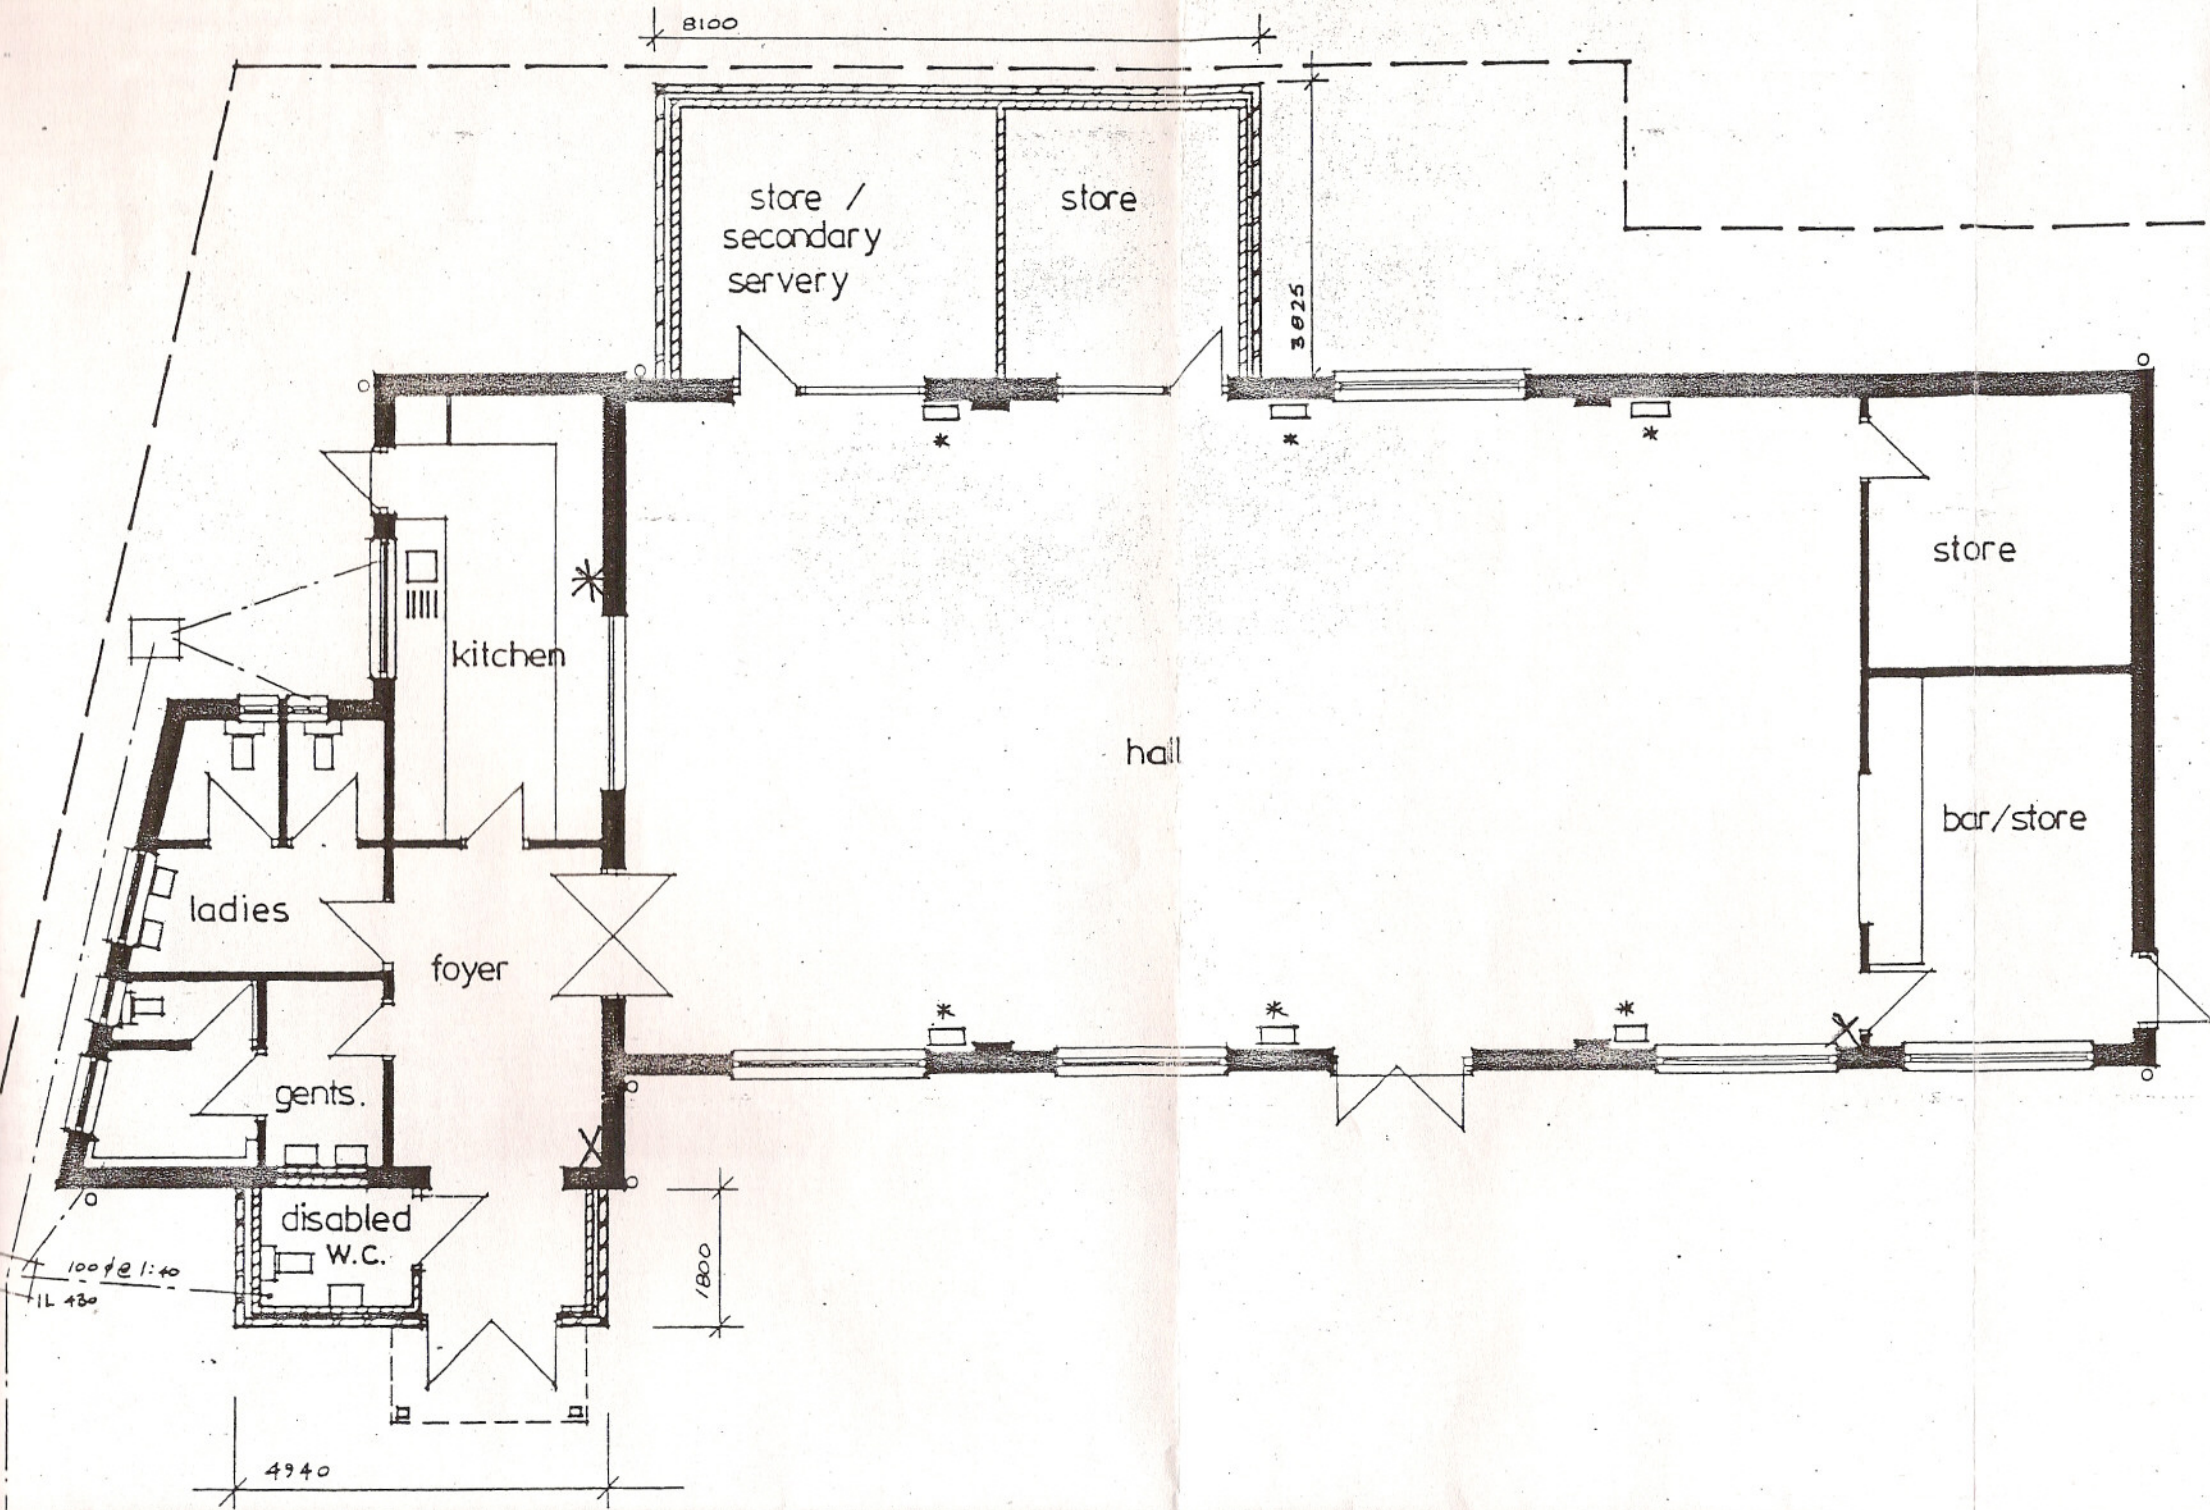 8100
store /
secondary
servery
store
3825
store
kitchen
hall
bar/store
ladies
foyer
gents.
disabled
W.C.
1800
100 ϕ @ 1:40
IL 430
4940